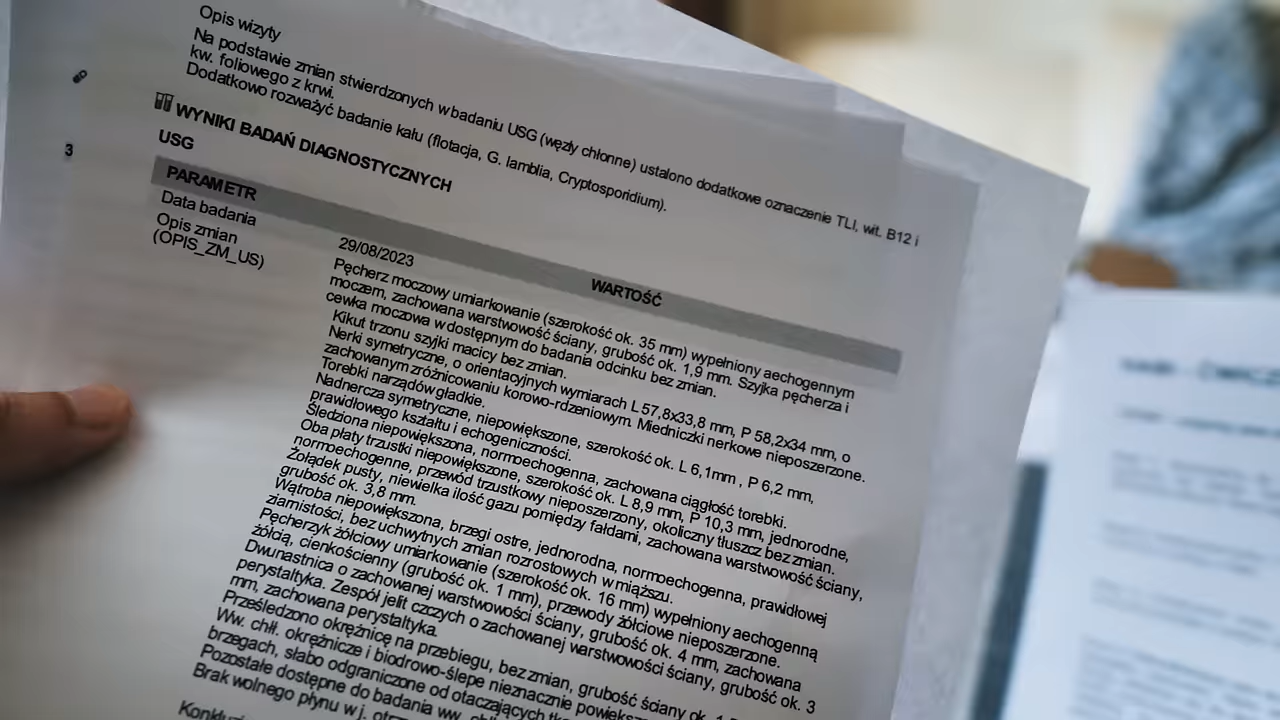 Opis wizyty
Na podstawie zmian stwierdzonych w badaniu USG (węzły chłonne) ustalono dodatkowe oznaczenie TLI, wit. B12 i
kw. foliowego z krwi.
Dodatkowo rozważyć badanie kału (flotacja, G. lamblia, Cryptosporidium).
3
WYNIKI BADAŃ DIAGNOSTYCZNYCH
USG
PARAMETR WARTOŚĆ
Data badania 29/08/2023
Opis zmian
(OPIS_ZM_US)
Pęcherz moczowy umiarkowanie (szerokość ok. 35 mm) wypełniony aechogennym
moczem, zachowana warstwowość ściany, grubość ok. 1,9 mm. Szyjka pęcherza i
cewka moczowa w dostępnym do badania odcinku bez zmian.
Kikut trzonu szyjki macicy bez zmian.
Nerki symetryczne, o orientacyjnych wymiarach L 57,8x33,8 mm, P 58,2x34 mm, o
zachowanym zróżnicowaniu korowo-rdzeniowym. Miedniczki nerkowe nieposzerzone.
Torebki narządów gładkie.
Nadnercza symetryczne, niepowiększone, szerokość ok. L 6,1mm , P 6,2 mm,
prawidłowego kształtu i echogeniczności.
Śledziona niepowiększona, normoechogenna, zachowana ciągłość torebki.
Oba płaty trzustki niepowiększone, szerokość ok. L 8,9 mm, P 10,3 mm, jednorodne,
normoechogenne, przewód trzustkowy nieposzerzony, okoliczny tłuszcz bez zmian.
Żołądek pusty, niewielka ilość gazu pomiędzy fałdami, zachowana warstwowość ściany,
grubość ok. 3,8 mm.
Wątroba niepowiększona, brzegi ostre, jednorodna, normoechogenna, prawidłowej
ziarnistości, bez uchwytnych zmian rozrostowych w miąższu.
Pęcherzyk żółciowy umiarkowanie (szerokość ok. 16 mm) wypełniony aechogenną
żółcią, cienkościenny (grubość ok. 1 mm), przewody żółciowe nieposzerzone.
Dwunastnica o zachowanej warstwowości ściany, grubość ok. 4 mm, zachowana
perystaltyka. Zespół jelit czczych o zachowanej warstwowości ściany, grubość ok. 3
mm, zachowana perystaltyka.
Prześledzono okrężnicę na przebiegu, bez zmian, grubość ściany ok.
Ww. chłł. okrężnicze i biodrowo-ślepe nieznacznie
brzegach, słabo odgraniczone od otaczających
Pozostałe dostępne do badania ww.
Brak wolnego płynu w j.